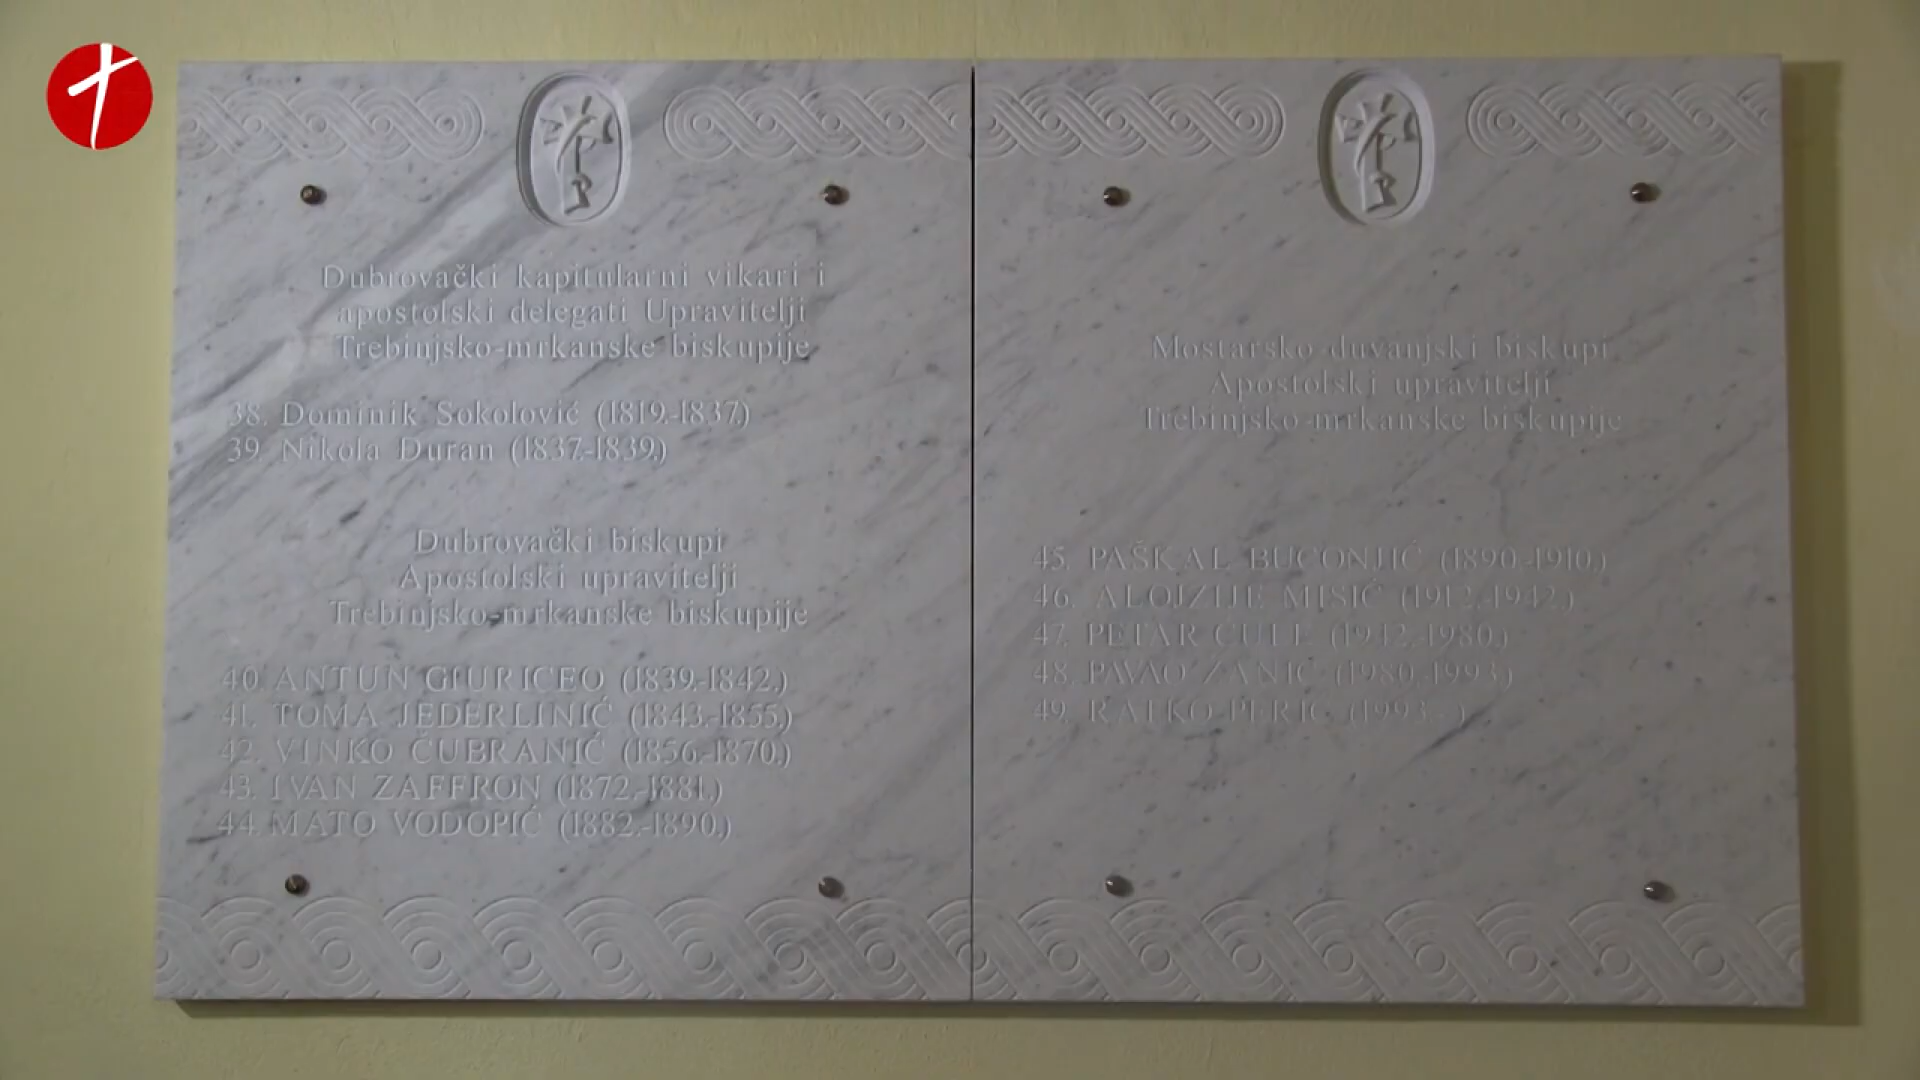 Dubrovački kapitularni vikari i
apostolski delegati Upravitelji
Trebinjsko-mrkanske biskupije
38. Dominik Sokolović (1819.-1837.)
39. Nikola Đuran (1837.-1839.)
Dubrovački biskupi
Apostolski upravitelji
Trebinjsko-mrkanske biskupije
40. ANTUN GIURICEO (1839.-1842.)
41. TOMA JEDERLINIĆ (1843.-1855.)
42. VINKO ČUBRANIĆ (1856.-1870.)
43. IVAN ZAFFRON (1872.-1881.)
44. MATO VODOPIĆ (1882.-1890.)
Mostarsko-duvanjski biskupi
Apostolski upravitelji
Trebinjsko-mrkanske biskupije
45. PAŠKAL BUCONJIĆ (1890.-1910.)
46. ALOJZIJE MIŠIĆ (1912.-1942.)
47. PETAR ČULE (1942.-1980.)
48. PAVAO ŽANIĆ (1980.-1993.)
49. RATKO PERIĆ (1993.- )